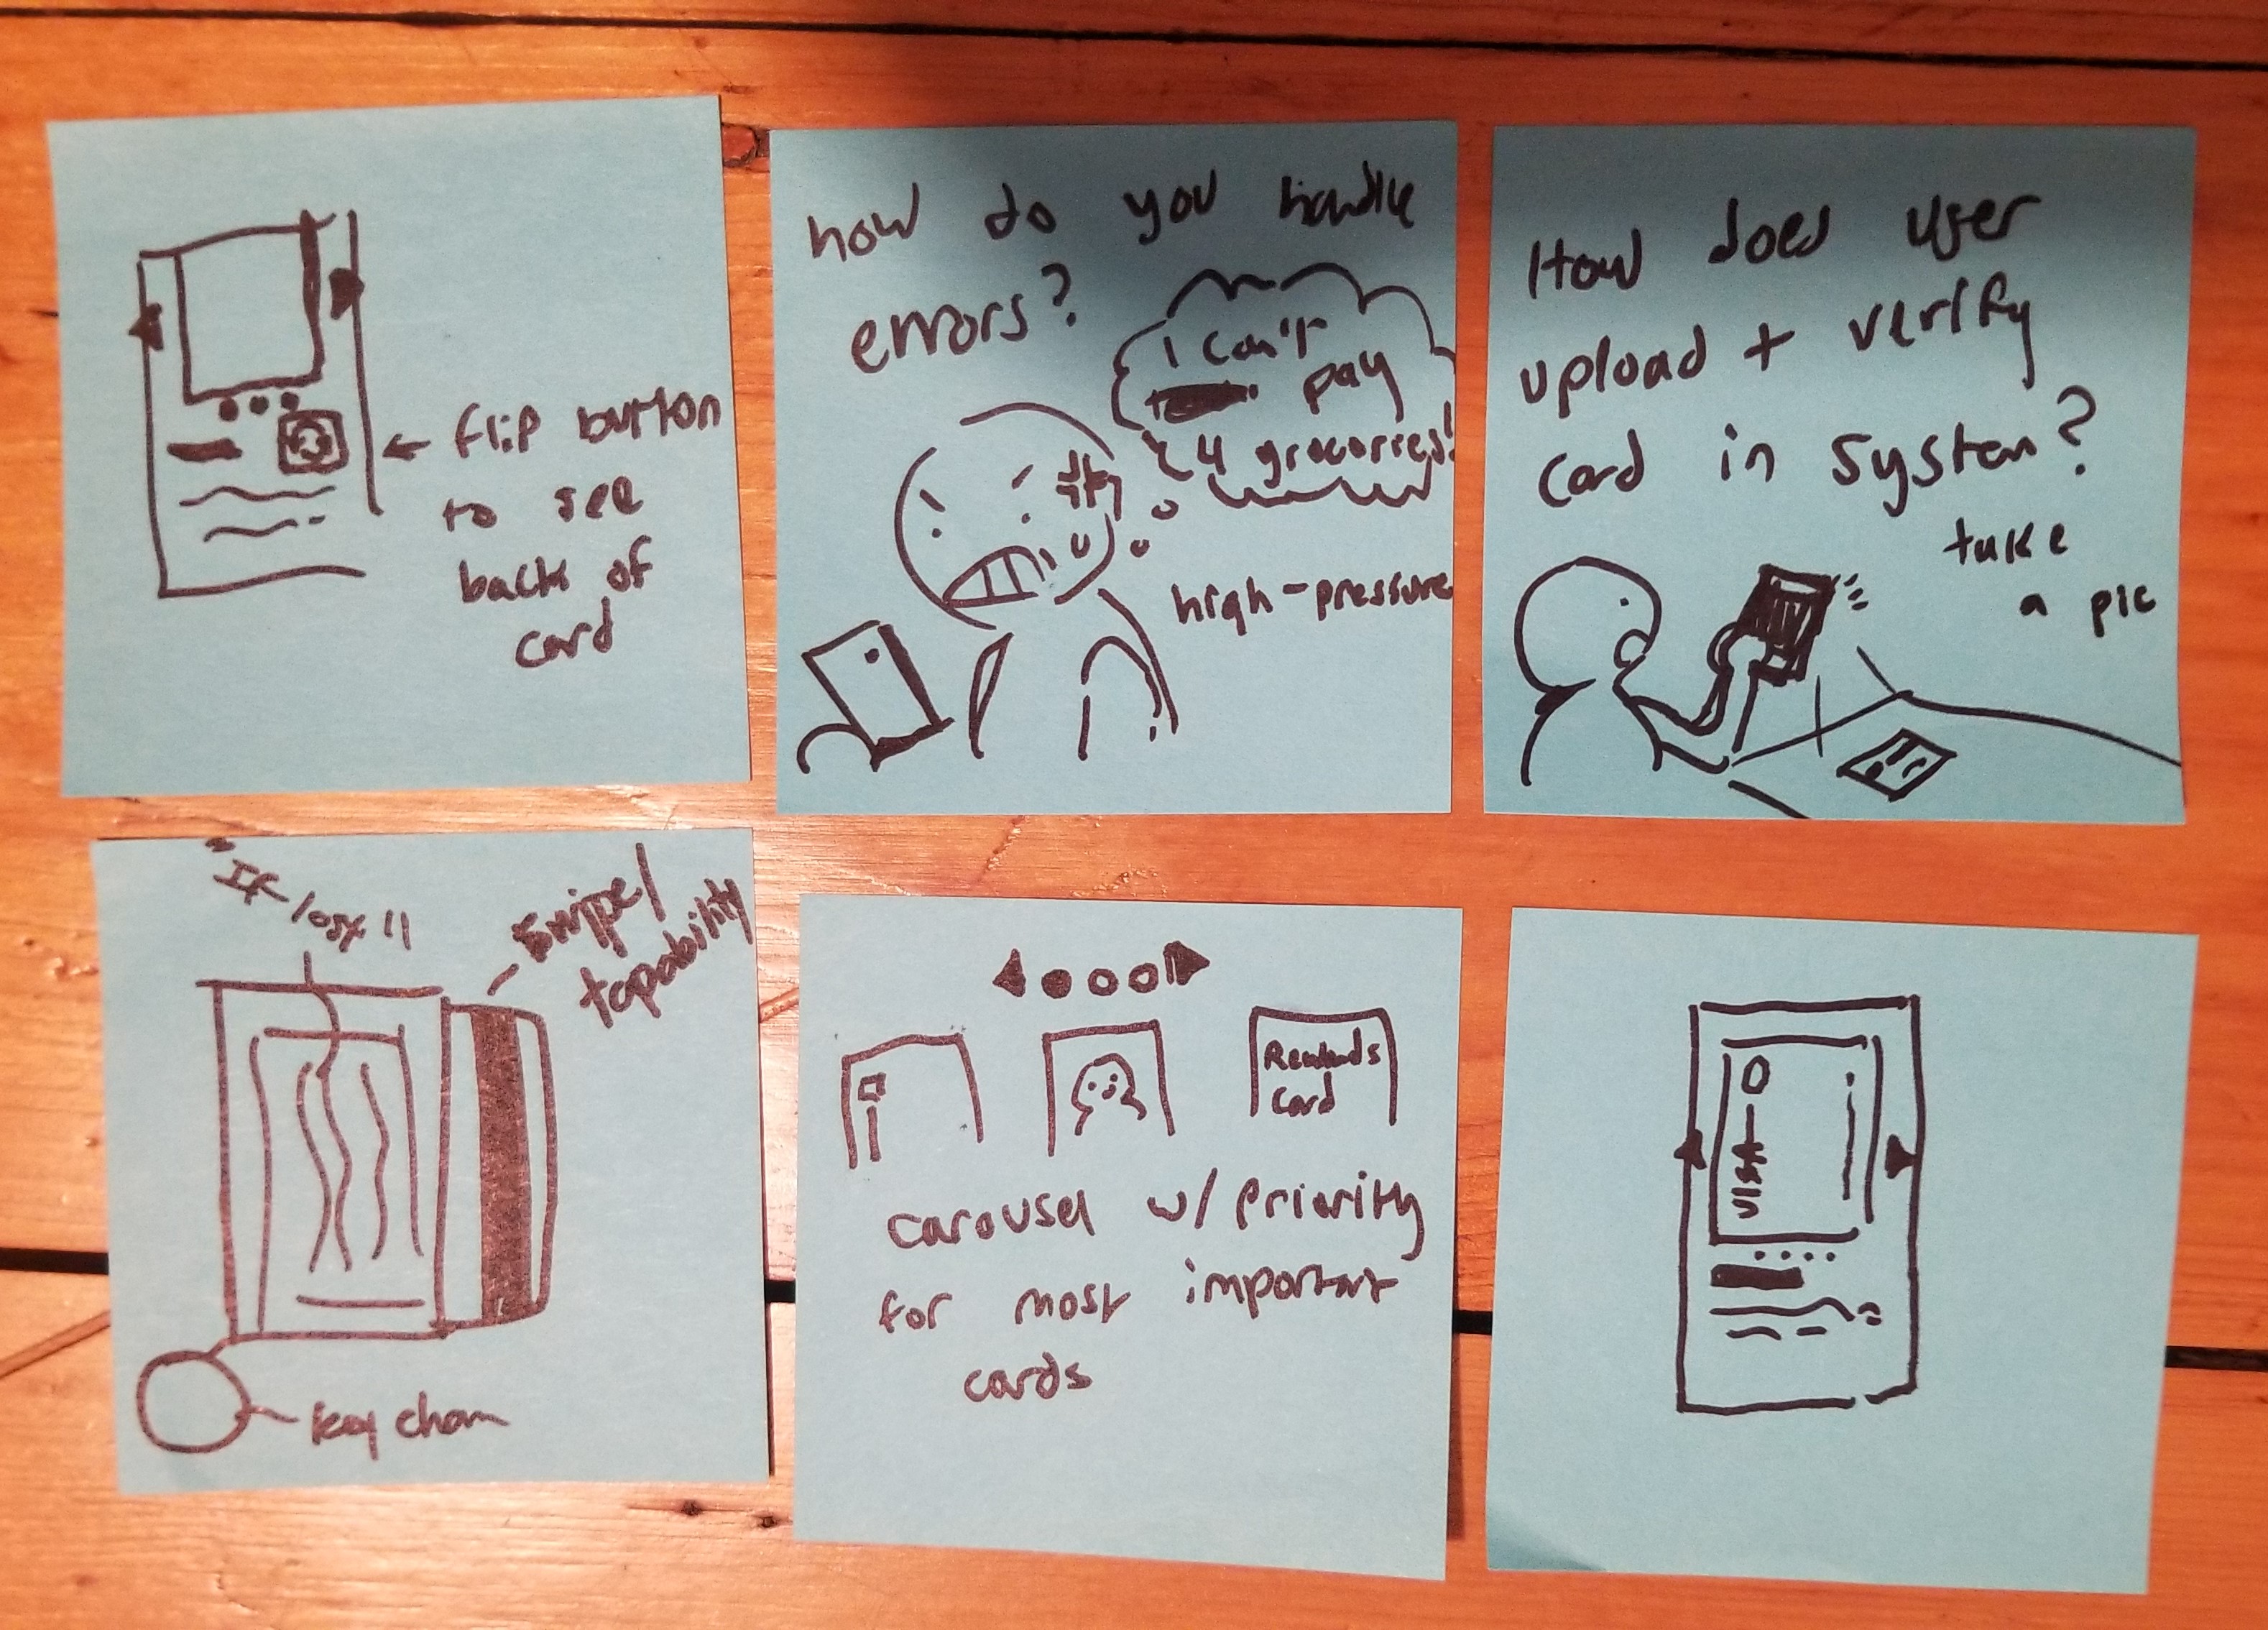 flip button
to see
back of
card
how do you handle
errors?
I can't
pay
4 grocorries!
high-pressure
How does user
upload + verify
card in system?
take
a pic
"If lost"
Swipe/
tapability
key chain
Rewards
Card
carousel w/ priority
for most important
cards
VISA